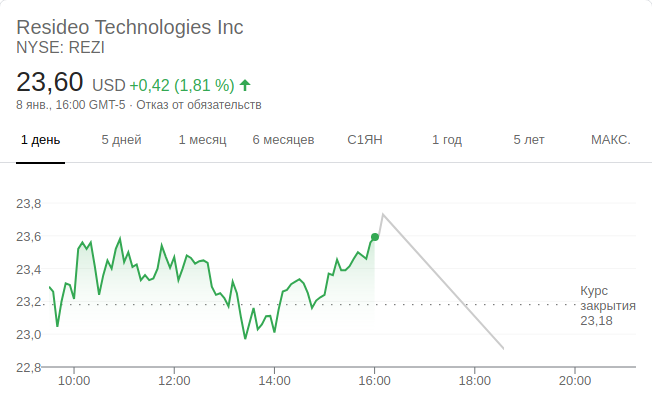 Resideo Technologies Inc
NYSE: REZI
23,60 USD +0,42 (1,81 %)
8 янв., 16:00 GMT-5 · Отказ от обязательств
1 день 5 дней 1 месяц 6 месяцев С1ЯН 1 год 5 лет МАКС.
23,8
23,6
23,4
23,2
23,0
22,8
Курс
закрытия
23,18
10:00 12:00 14:00 16:00 18:00 20:00